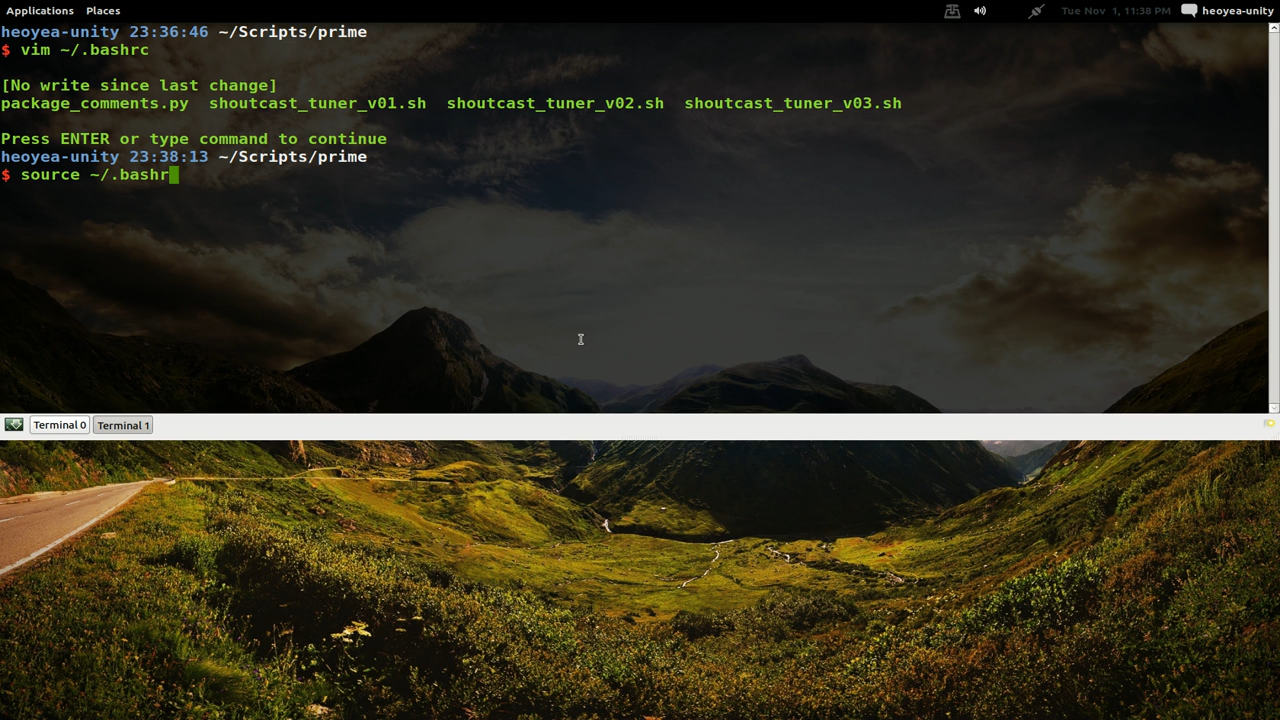 Applications Places Tue Nov 1, 11:38 PM heoyea-unity
heoyea-unity 23:36:46 ~/Scripts/prime
$ vim ~/.bashrc
[No write since last change]
package_comments.py shoutcast_tuner_v01.sh shoutcast_tuner_v02.sh shoutcast_tuner_v03.sh
Press ENTER or type command to continue
heoyea-unity 23:38:13 ~/Scripts/prime
$ source ~/.bashr
Terminal 0 Terminal 1